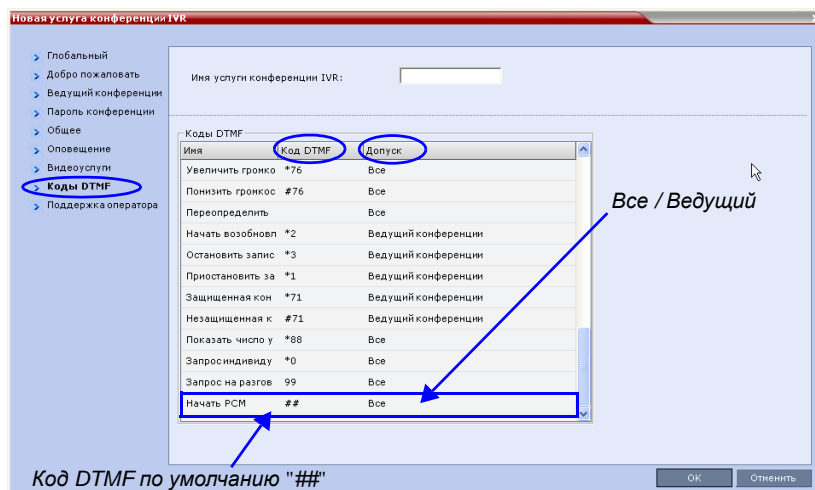 Новая услуга конференции IVR
Глобальный
Добро пожаловать
Ведущий конференции
Пароль конференции
Общее
Оповещение
Видеоуслуги
Коды DTMF
Поддержка оператора
Имя услуги конференции IVR:
Коды DTMF
Имя Код DTMF Допуск
Увеличить громко *76 Все
Понизить громкос #76 Все
Переопределить Все
Начать возобновл *2 Ведущий конференции
Остановить запис *3 Ведущий конференции
Приостановить за *1 Ведущий конференции
Защищенная кон *71 Ведущий конференции
Незащищенная к #71 Ведущий конференции
Показать число у *88 Все
Запрос индивиду *0 Все
Запрос на разгов 99 Все
Начать PCM ## Все
Все / Ведущий
Код DTMF по умолчанию "##"
OK Отменить